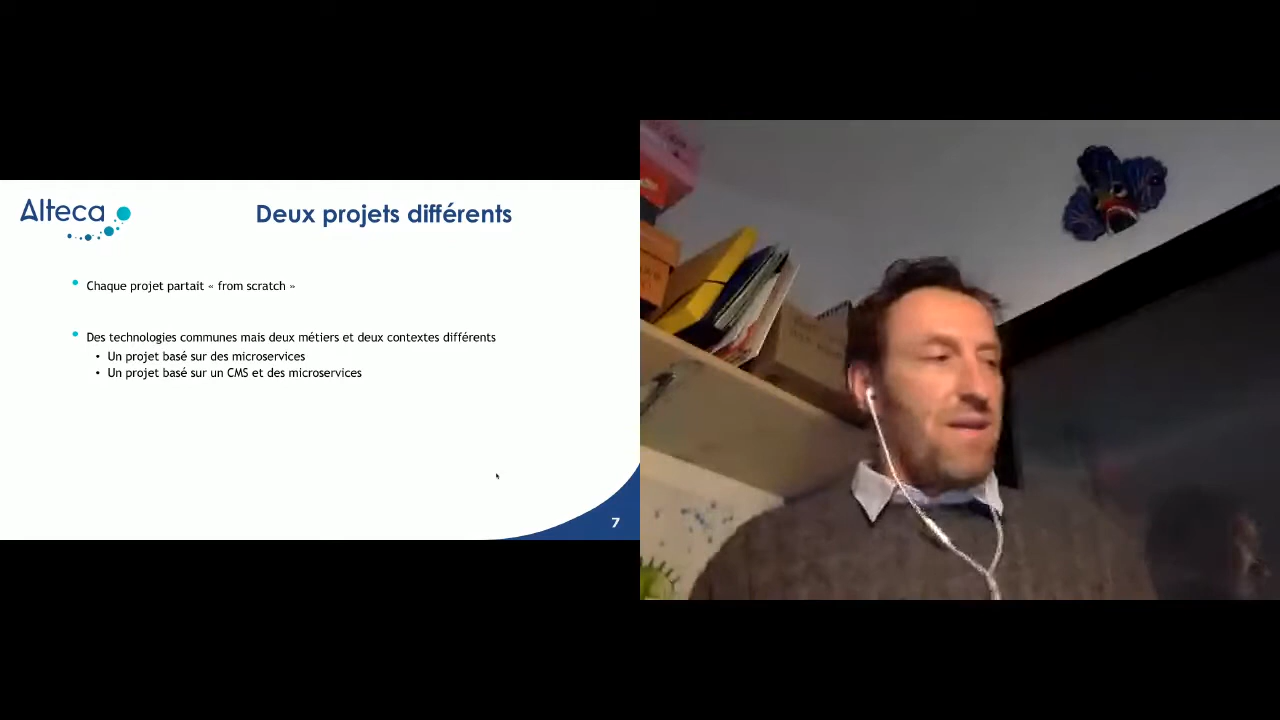 Alteca
Deux projets différents
• Chaque projet partait « from scratch »
• Des technologies communes mais deux métiers et deux contextes différents
• Un projet basé sur des microservices
• Un projet basé sur un CMS et des microservices
7